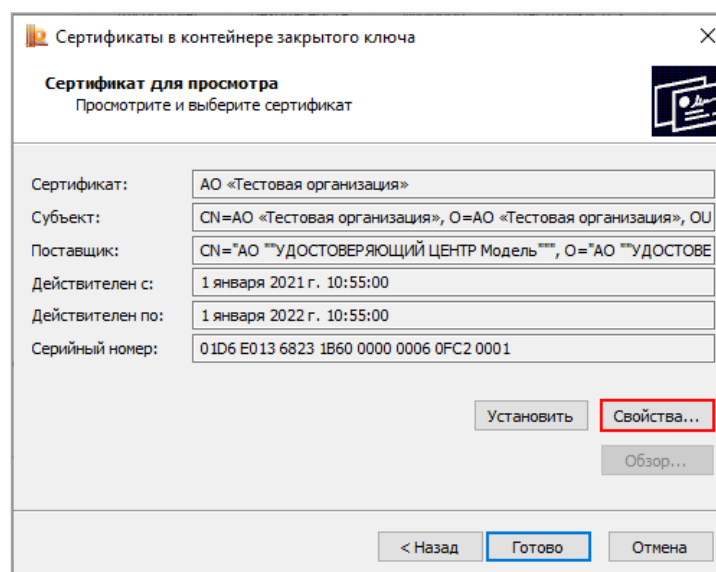 Сертификаты в контейнере закрытого ключа
Сертификат для просмотра
Просмотрите и выберите сертификат
Сертификат: АО «Тестовая организация»
Субъект: CN=АО «Тестовая организация», O=АО «Тестовая организация», OU
Поставщик: CN="АО ""УДОСТОВЕРЯЮЩИЙ ЦЕНТР Модель""", O="АО ""УДОСТОВЕ
Действителен с: 1 января 2021 г. 10:55:00
Действителен по: 1 января 2022 г. 10:55:00
Серийный номер: 01D6 E013 6823 1B60 0000 0006 0FC2 0001
Установить Свойства...
Обзор...
< Назад Готово Отмена